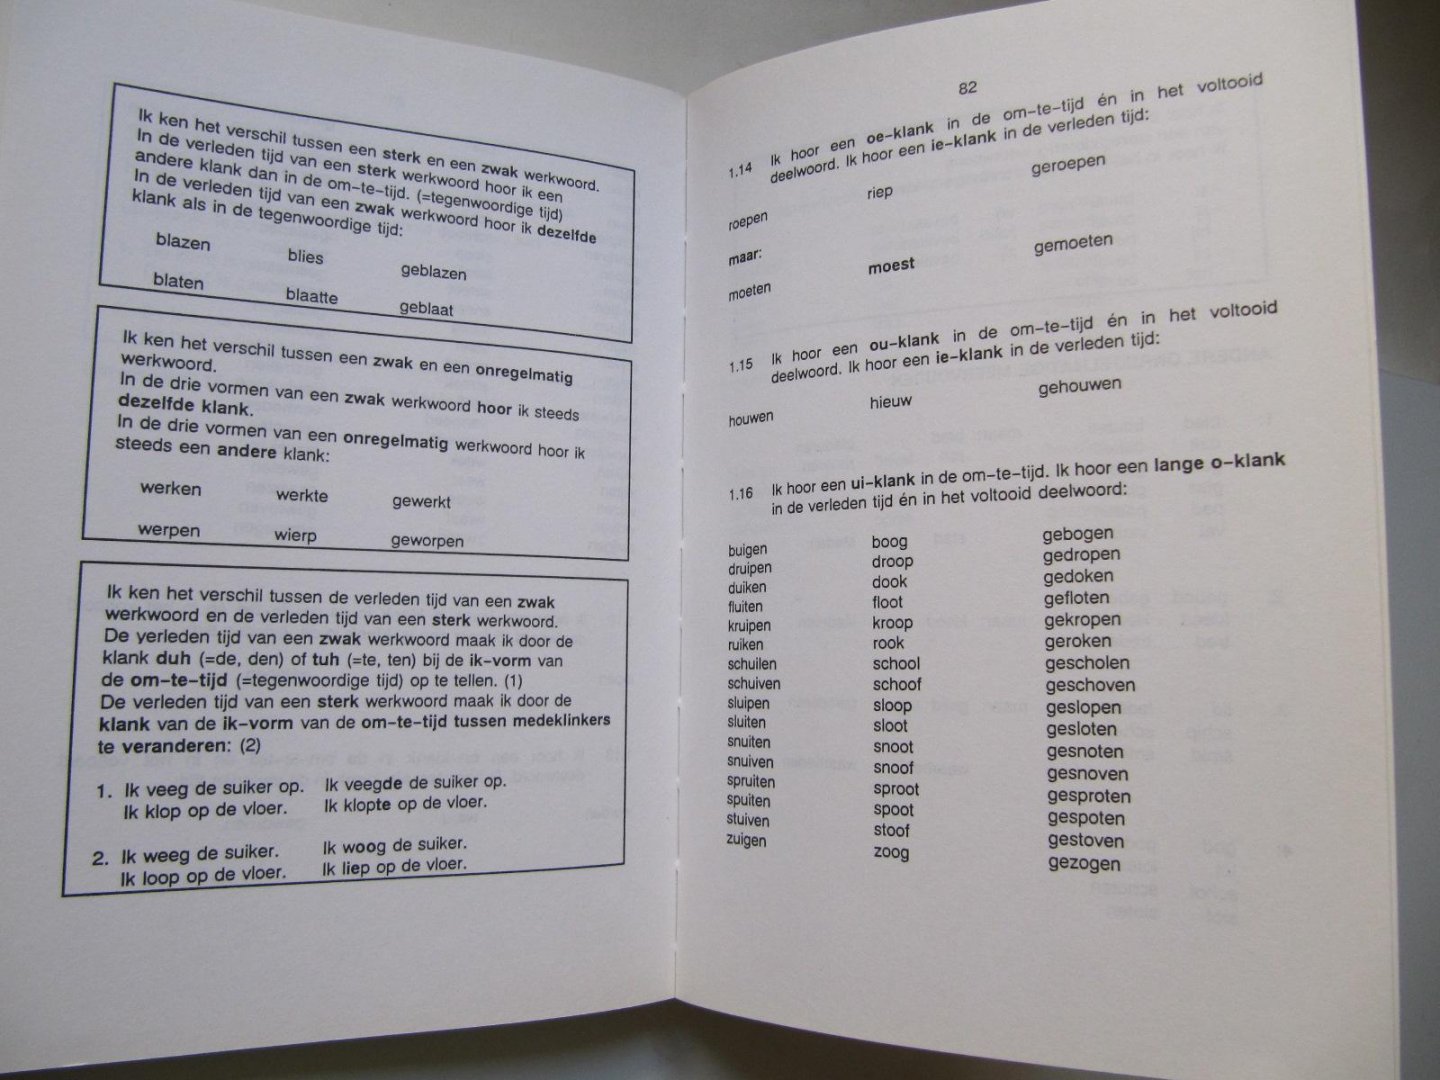 Ik ken het verschil tussen een sterk en een zwak werkwoord.
In de verleden tijd van een sterk werkwoord hoor ik een
andere klank dan in de om-te-tijd. (=tegenwoordige tijd)
In de verleden tijd van een zwak werkwoord hoor ik dezelfde
klank als in de tegenwoordige tijd:
blazen blies geblazen
blaten blaatte geblaat
Ik ken het verschil tussen een zwak en een onregelmatig
werkwoord.
In de drie vormen van een zwak werkwoord hoor ik steeds
dezelfde klank.
In de drie vormen van een onregelmatig werkwoord hoor ik
steeds een andere klank:
werken werkte gewerkt
werpen wierp geworpen
Ik ken het verschil tussen de verleden tijd van een zwak
werkwoord en de verleden tijd van een sterk werkwoord.
De verleden tijd van een zwak werkwoord maak ik door de
klank duh (=de, den) of tuh (=te, ten) bij de ik-vorm van
de om-te-tijd (=tegenwoordige tijd) op te tellen. (1)
De verleden tijd van een sterk werkwoord maak ik door de
klank van de ik-vorm van de om-te-tijd tussen medeklinkers
te veranderen: (2)
1. Ik veeg de suiker op. Ik veegde de suiker op.
Ik klop op de vloer. Ik klopte op de vloer.
2. Ik weeg de suiker. Ik woog de suiker.
Ik loop op de vloer. Ik liep op de vloer.
82
1.14 Ik hoor een oe-klank in de om-te-tijd én in het voltooid
deelwoord. Ik hoor een ie-klank in de verleden tijd:
roepen riep geroepen
maar:
moeten moest gemoeten
1.15 Ik hoor een ou-klank in de om-te-tijd én in het voltooid
deelwoord. Ik hoor een ie-klank in de verleden tijd:
houwen hieuw gehouwen
1.16 Ik hoor een ui-klank in de om-te-tijd. Ik hoor een lange o-klank
in de verleden tijd én in het voltooid deelwoord:
buigen boog gebogen
druipen droop gedropen
duiken dook gedoken
fluiten floot gefloten
kruipen kroop gekropen
ruiken rook geroken
schuilen school gescholen
schuiven schoof geschoven
sluipen sloop geslopen
sluiten sloot gesloten
snuiten snoot gesnoten
snuiven snoof gesnoven
spruiten sproot gesproten
spuiten spoot gespoten
stuiven stoof gestoven
zuigen zoog gezogen